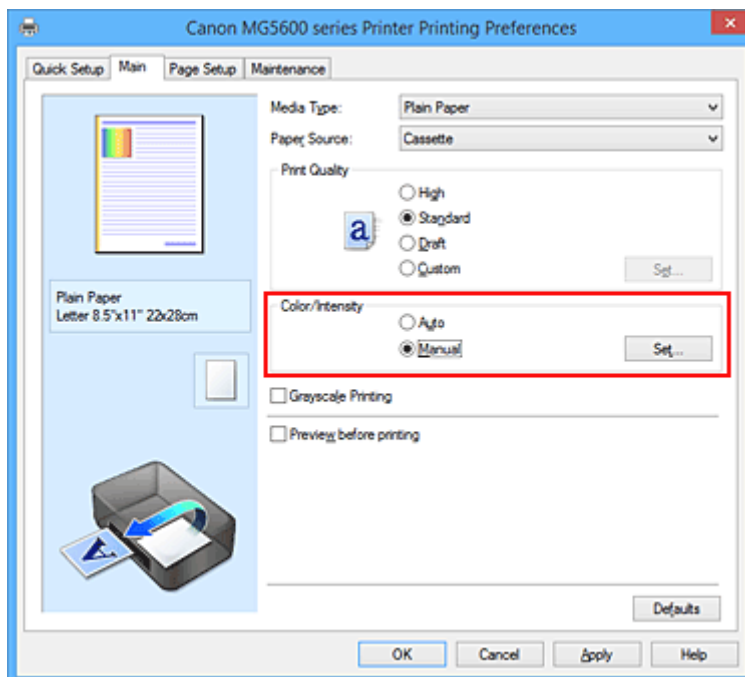 Canon MG5600 series Printer Printing Preferences
Quick Setup Main Page Setup Maintenance
Media Type: Plain Paper
Paper Source: Cassette
Print Quality
High
Standard
Draft
Custom Set...
Plain Paper
Letter 8.5"x11" 22x28cm
Color/Intensity
Auto
Manual Set...
Grayscale Printing
Preview before printing
Defaults
OK Cancel Apply Help